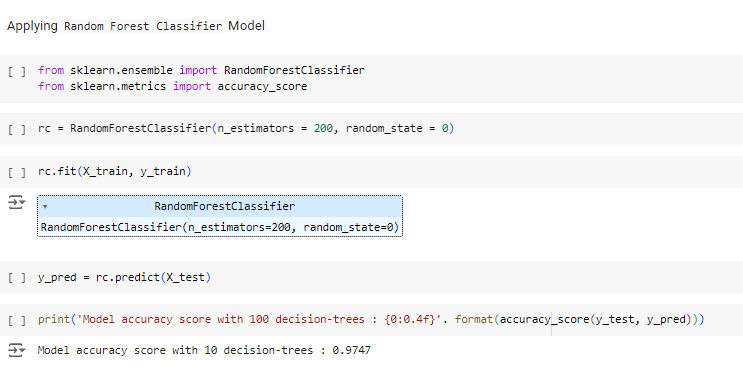 Applying Random Forest Classifier Model
[ ] from sklearn.ensemble import RandomForestClassifier
from sklearn.metrics import accuracy_score
[ ] rc = RandomForestClassifier(n_estimators = 200, random_state = 0)
[ ] rc.fit(X_train, y_train)
RandomForestClassifier
RandomForestClassifier(n_estimators=200, random_state=0)
[ ] y_pred = rc.predict(X_test)
[ ] print('Model accuracy score with 100 decision-trees : {0:0.4f}'. format(accuracy_score(y_test, y_pred)))
Model accuracy score with 10 decision-trees : 0.9747